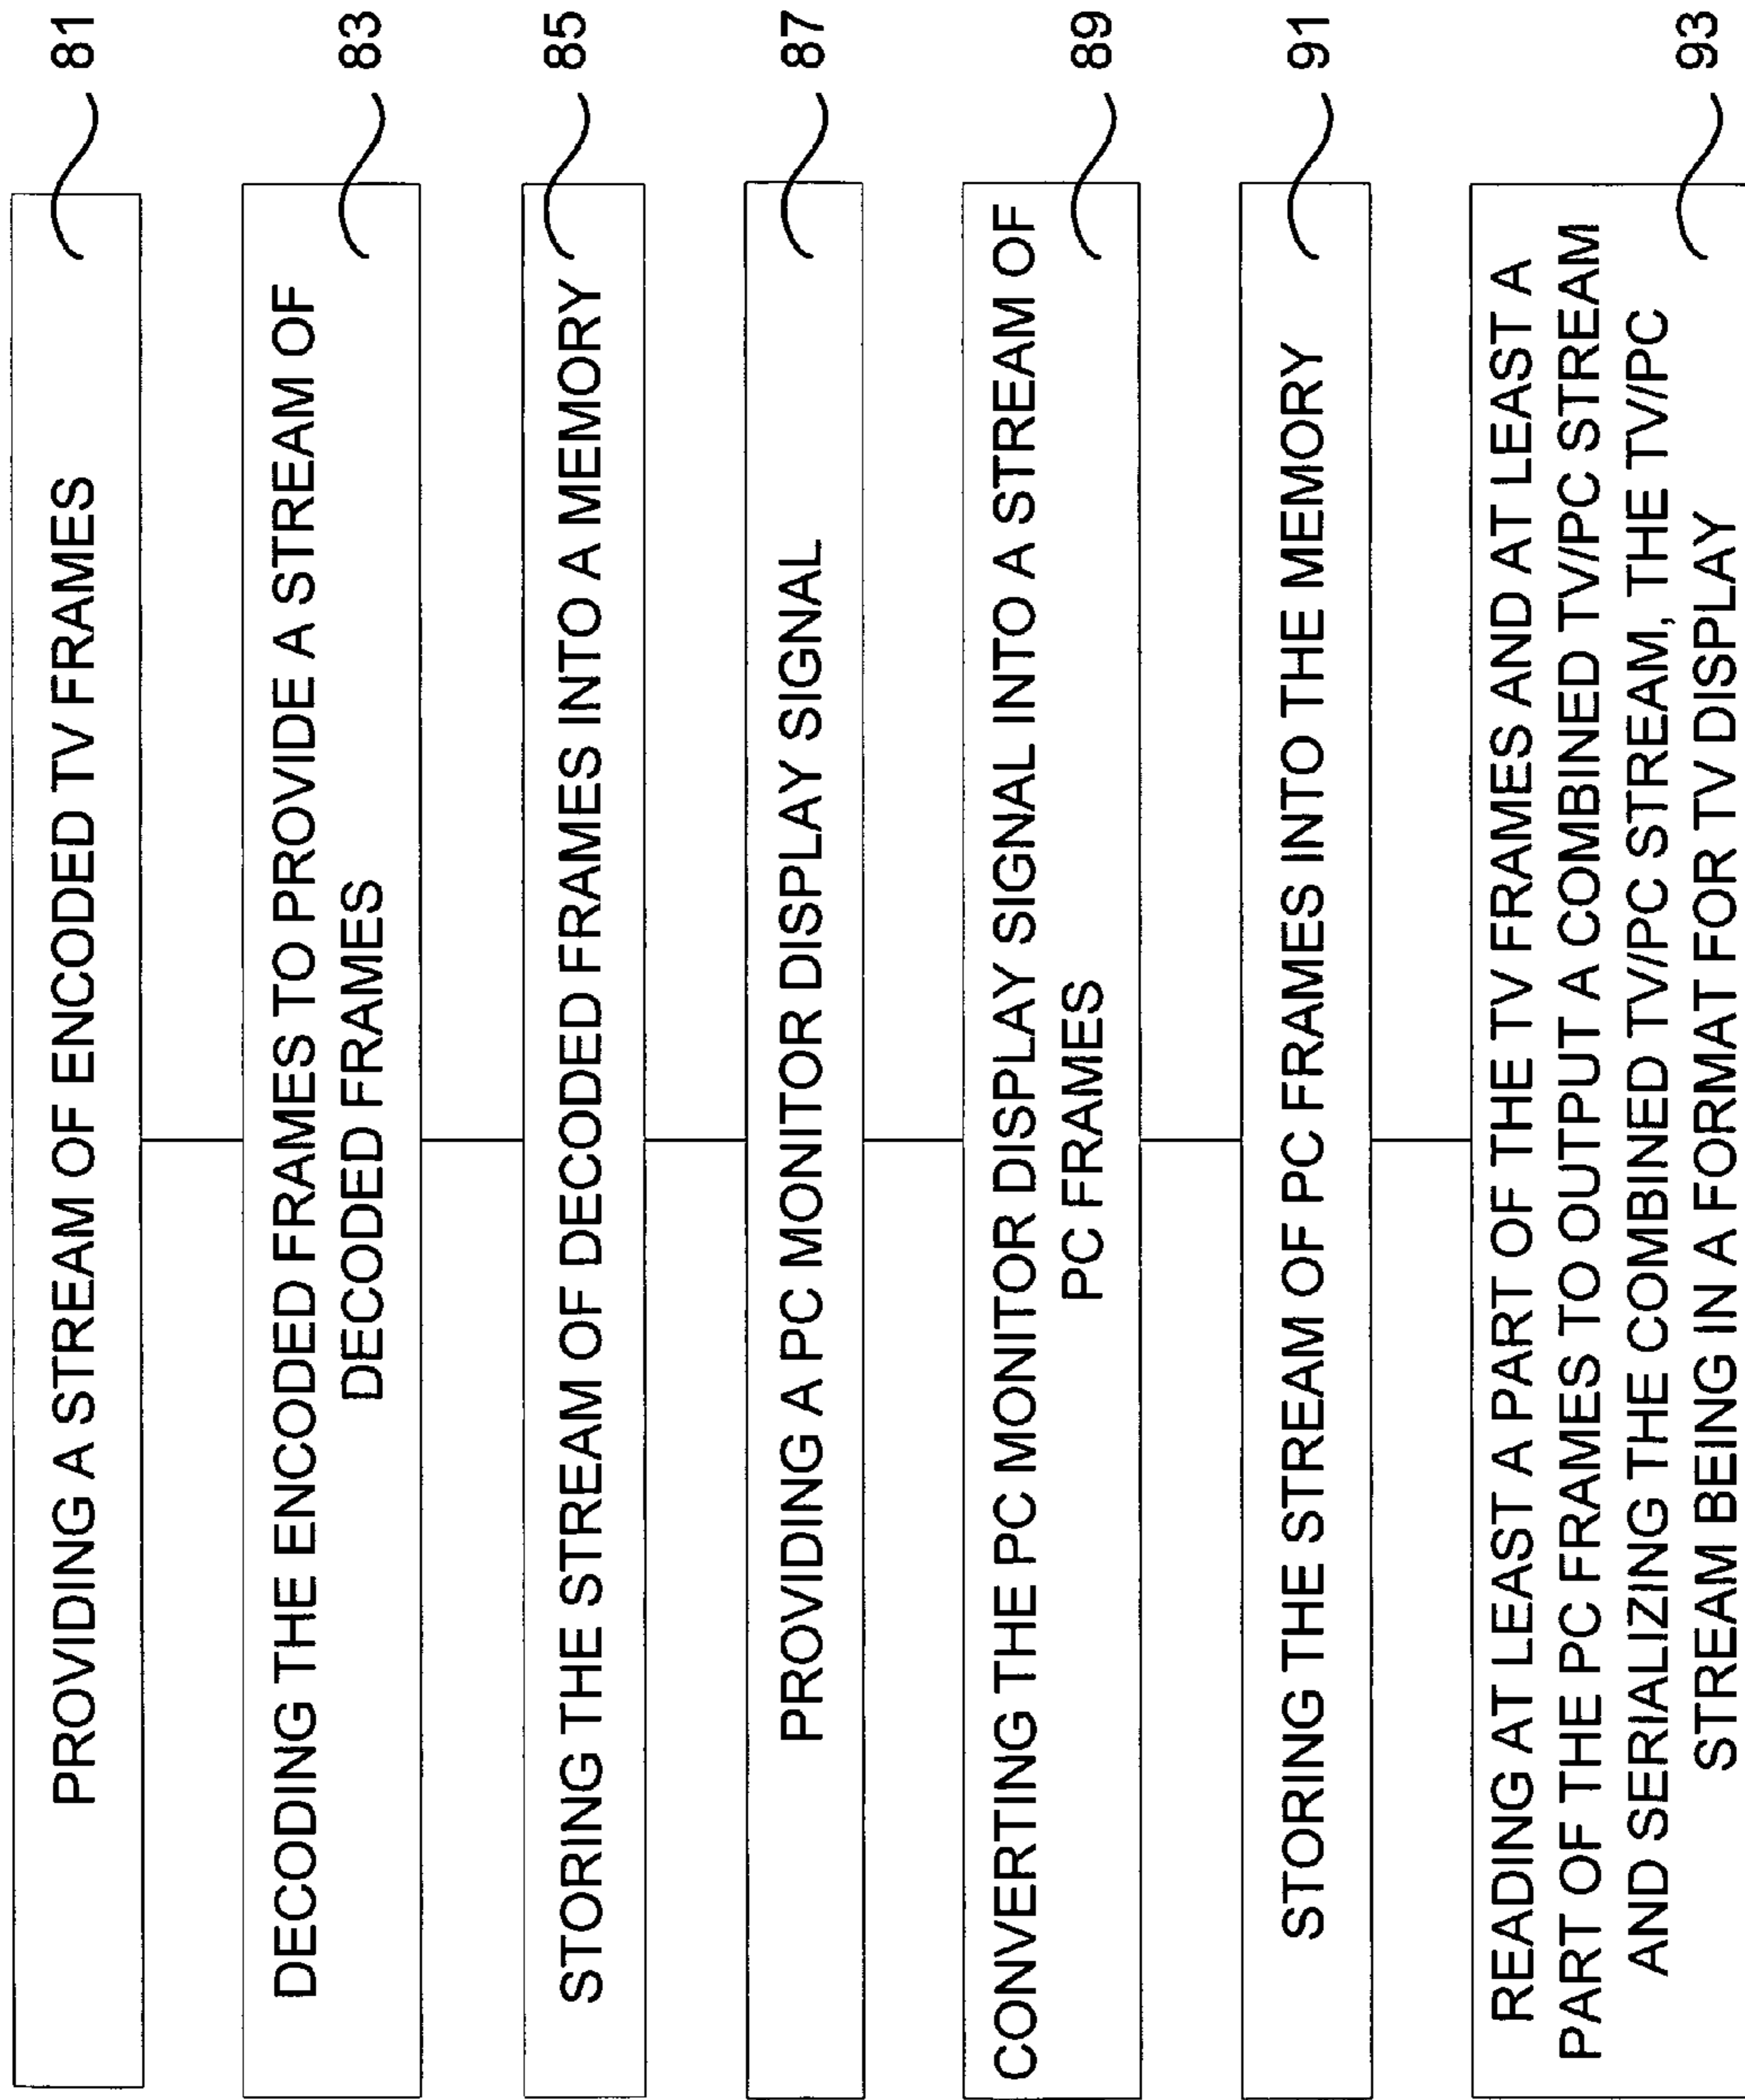 PROVIDING A STREAM OF ENCODED TV FRAMES
81
DECODING THE ENCODED FRAMES TO PROVIDE A STREAM OF
DECODED FRAMES
83
STORING THE STREAM OF DECODED FRAMES INTO A MEMORY
85
PROVIDING A PC MONITOR DISPLAY SIGNAL
87
CONVERTING THE PC MONITOR DISPLAY SIGNAL INTO A STREAM OF
PC FRAMES
89
STORING THE STREAM OF PC FRAMES INTO THE MEMORY
91
READING AT LEAST A PART OF THE TV FRAMES AND AT LEAST A
PART OF THE PC FRAMES TO OUTPUT A COMBINED TV/PC STREAM
AND SERIALIZING THE COMBINED TV/PC STREAM, THE TV/PC
STREAM BEING IN A FORMAT FOR TV DISPLAY
93